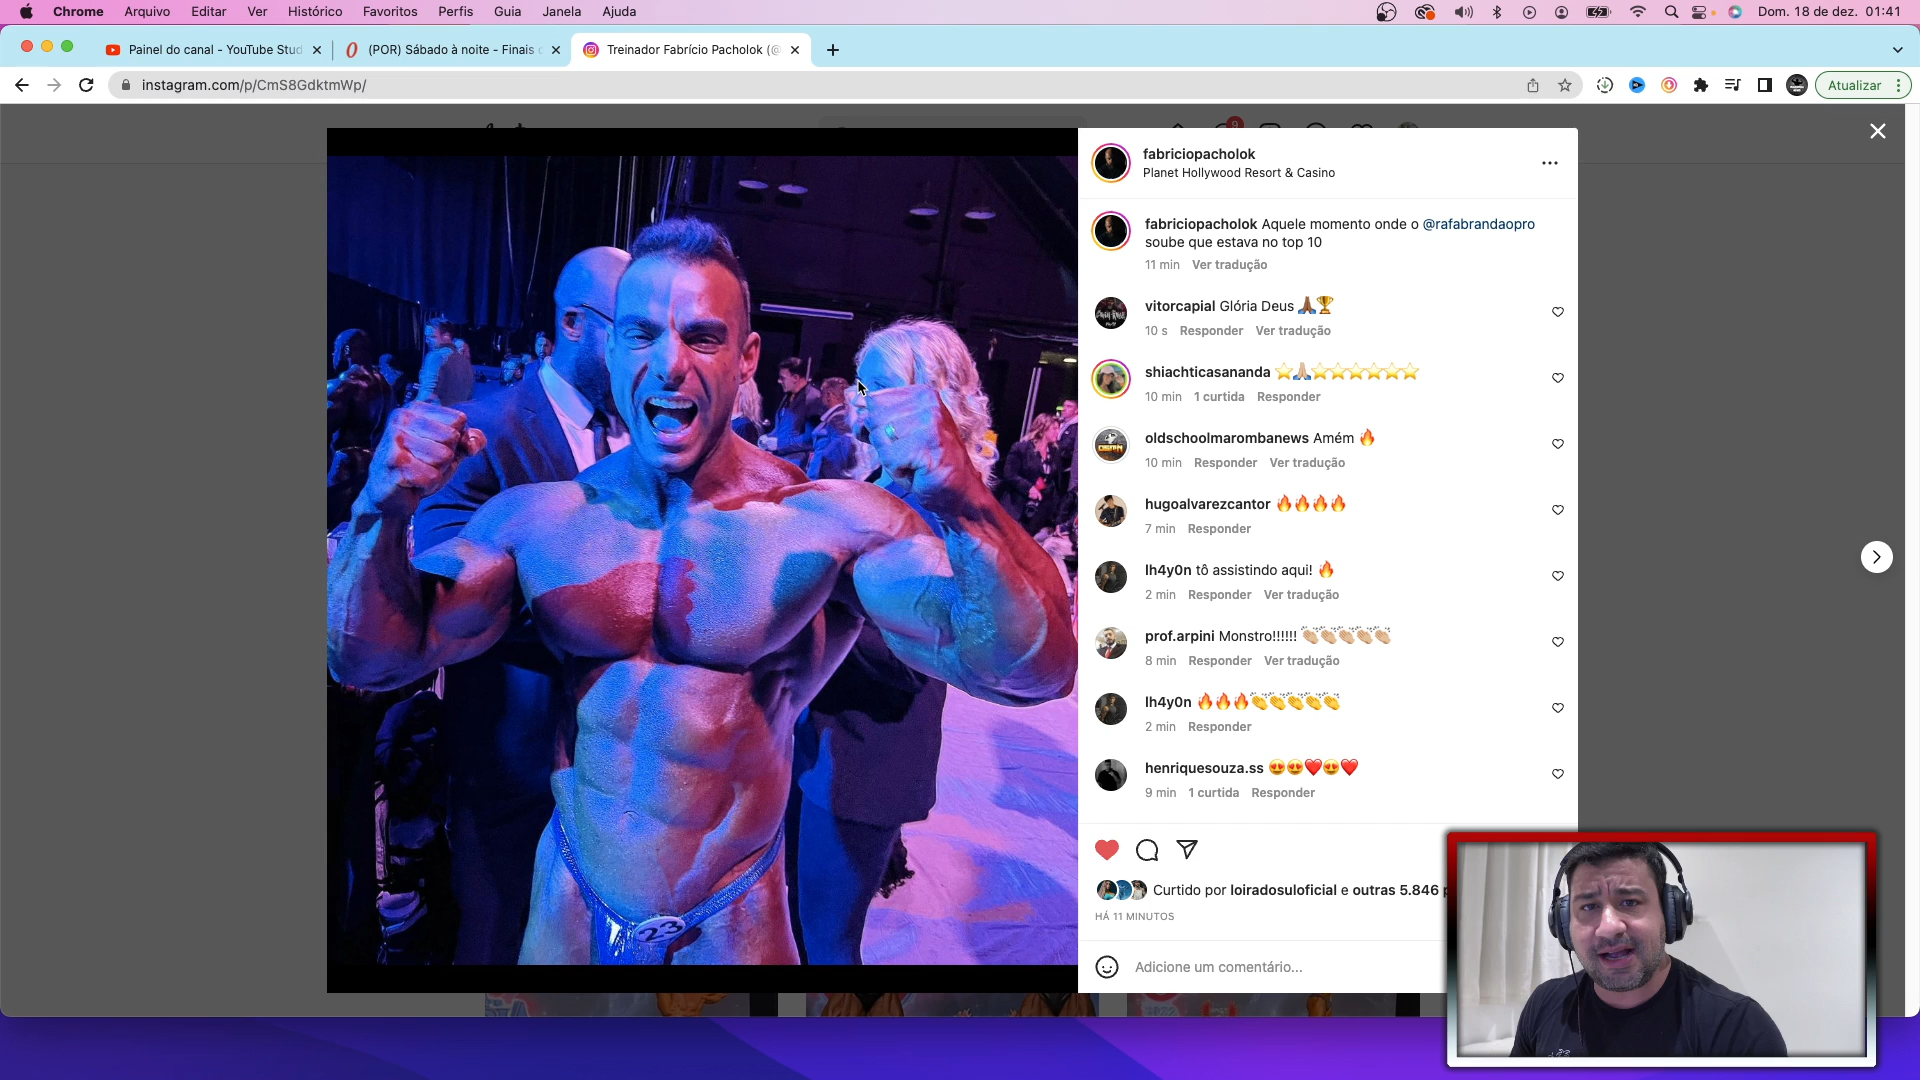 Chrome Arquivo Editar Ver Histórico Favoritos Perfis Guia Janela Ajuda
Dom. 18 de dez. 01:41
Painel do canal - YouTube Stud
(POR) Sábado à noite - Finais
Treinador Fabrício Pacholok (@
instagram.com/p/CmS8GdktmWp/
Atualizar
9
fabriciopacholok
Planet Hollywood Resort & Casino
fabriciopacholok Aquele momento onde o @rafabrandaopro
soube que estava no top 10
11 min Ver tradução
vitorcapial Glória Deus 🙏🏾🏆
10 s Responder Ver tradução
shiachticasananda ⭐🙏🏼⭐⭐⭐⭐⭐⭐
10 min 1 curtida Responder
oldschoolmarombanews Amém 🔥
10 min Responder Ver tradução
hugoalvarezcantor 🔥🔥🔥🔥
7 min Responder
lh4y0n tô assistindo aqui! 🔥
2 min Responder Ver tradução
prof.arpini Monstro!!!!!! 👏🏼👏🏼👏🏼👏🏼👏🏼
8 min Responder Ver tradução
lh4y0n 🔥🔥🔥👏👏👏👏👏
2 min Responder
henriquesouza.ss 😍😍❤️😍❤️
9 min 1 curtida Responder
23
Curtido por loiradosuloficial e outras 5.846
HÁ 11 MINUTOS
Adicione um comentário...